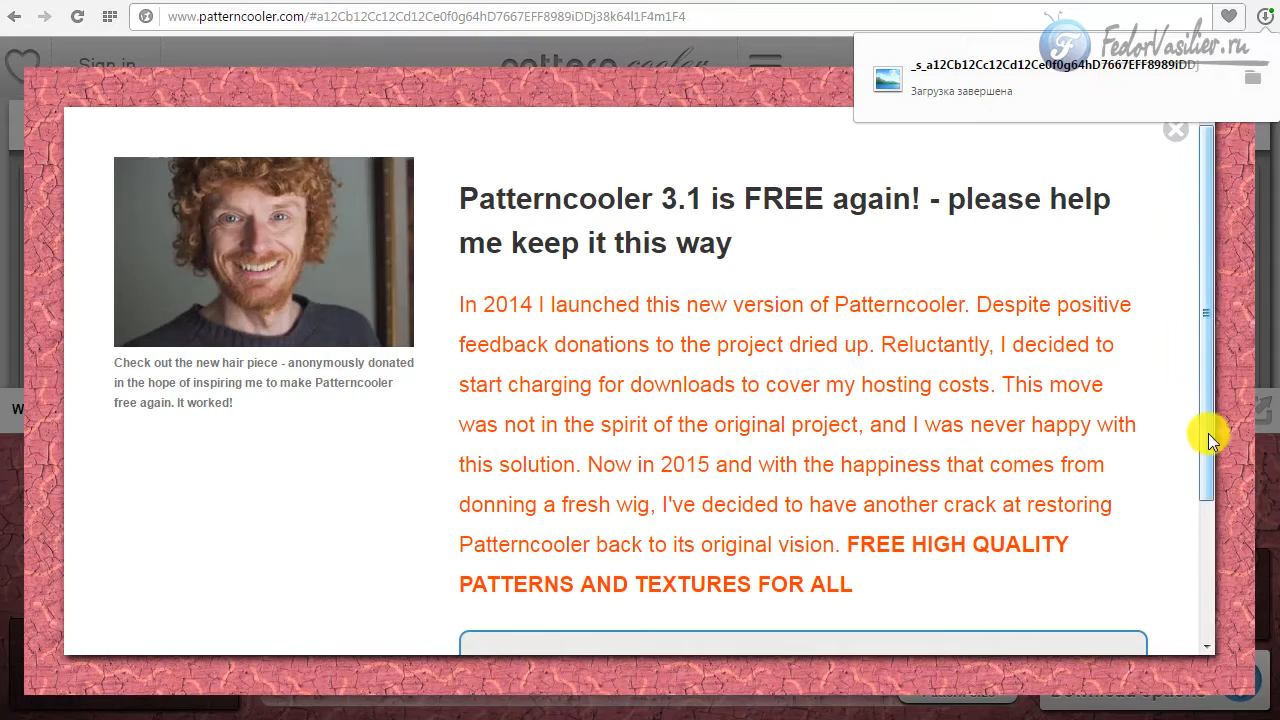 www.patterncooler.com/#a12Cb12Cc12Cd12Ce0f0g64hD7667EFF8989iDDj38k64l1F4m1F4
FedorVasilier.ru
Sign in
pattern cooler
_s_a12Cb12Cc12Cd12Ce0f0g64hD7667EFF8989iDDj
Загрузка завершена
Patterncooler 3.1 is FREE again! - please help
me keep it this way
In 2014 I launched this new version of Patterncooler. Despite positive
feedback donations to the project dried up. Reluctantly, I decided to
start charging for downloads to cover my hosting costs. This move
was not in the spirit of the original project, and I was never happy with
this solution. Now in 2015 and with the happiness that comes from
donning a fresh wig, I've decided to have another crack at restoring
Patterncooler back to its original vision. FREE HIGH QUALITY
PATTERNS AND TEXTURES FOR ALL
Check out the new hair piece - anonymously donated
in the hope of inspiring me to make Patterncooler
free again. It worked!
W